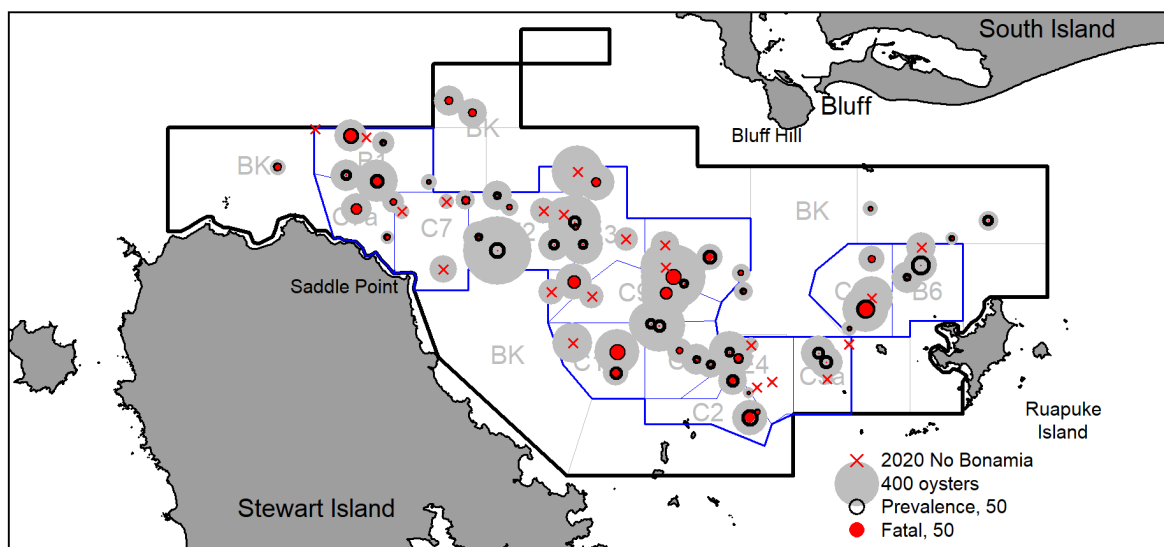 South Island
Bluff
Bluff Hill
BK
BK
B1
BK
C7
C9
B6
Saddle Point
BK
C2
Ruapuke
Island
Stewart Island
2020 No Bonamia
400 oysters
Prevalence, 50
Fatal, 50